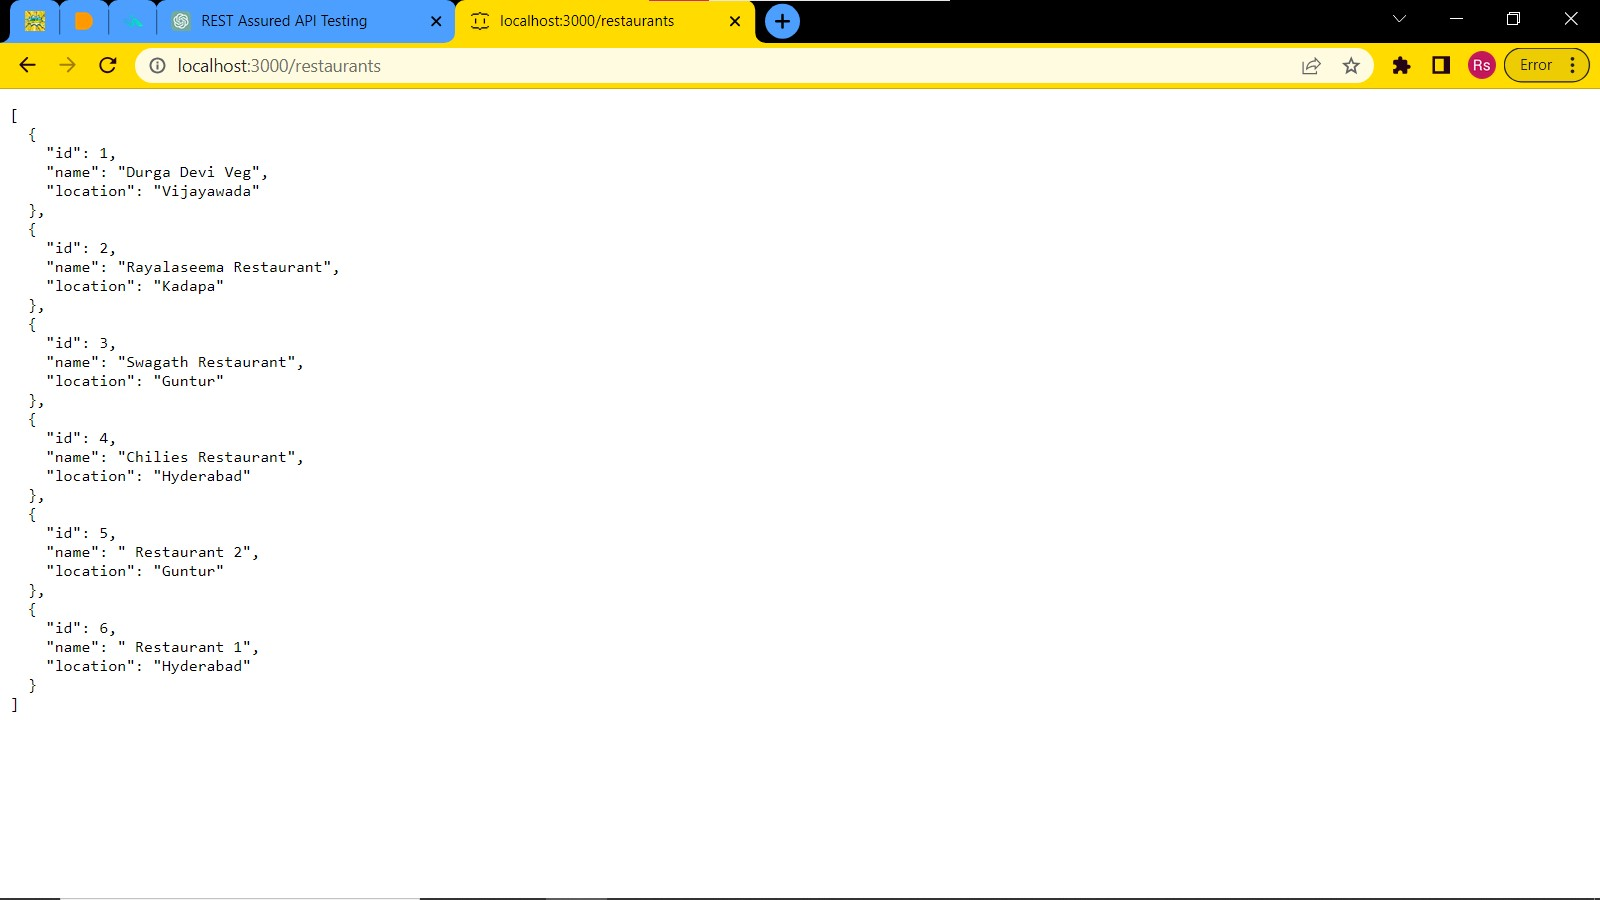 REST Assured API Testing
localhost:3000/restaurants
localhost:3000/restaurants
Rs
Error
[
  {
    "id": 1,
    "name": "Durga Devi Veg",
    "location": "Vijayawada"
  },
  {
    "id": 2,
    "name": "Rayalaseema Restaurant",
    "location": "Kadapa"
  },
  {
    "id": 3,
    "name": "Swagath Restaurant",
    "location": "Guntur"
  },
  {
    "id": 4,
    "name": "Chilies Restaurant",
    "location": "Hyderabad"
  },
  {
    "id": 5,
    "name": " Restaurant 2",
    "location": "Guntur"
  },
  {
    "id": 6,
    "name": " Restaurant 1",
    "location": "Hyderabad"
  }
]